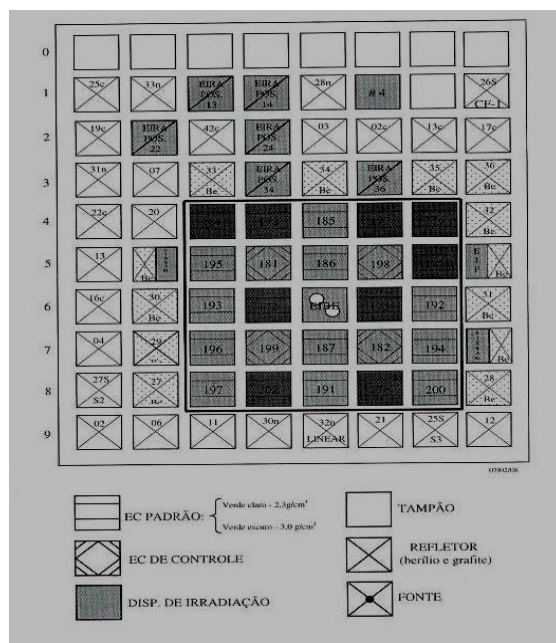 0
1 25c 33n EIRA POS. 13 EIRA POS. 14 28n # 4 26S CF-1
2 19c EIRA POS. 22 42c EIRA POS. 24 03 02c 13c 17c
3 31n 07 33 Be EIRA POS. 34 34 Be EIRA POS. 36 35 Be 36 Be
4 22c 20 185 32 Be
5 13 Be 195 181 186 198 EIF Be
6 16c 30 Be 193 EIBE 192 31 Be
7 04 29 196 199 187 182 194 Be
8 27S S2 27 197 202 191 200 28 Be
9 02 06 11 30n 32n LINEAR 21 25S S3 12
EC PADRÃO:
Verde claro - 2,3g/cm³
Verde escuro - 3,0 g/cm³
TAMPÃO
EC DE CONTROLE
REFLETOR
(berílio e grafite)
DISP. DE IRRADIAÇÃO
FONTE